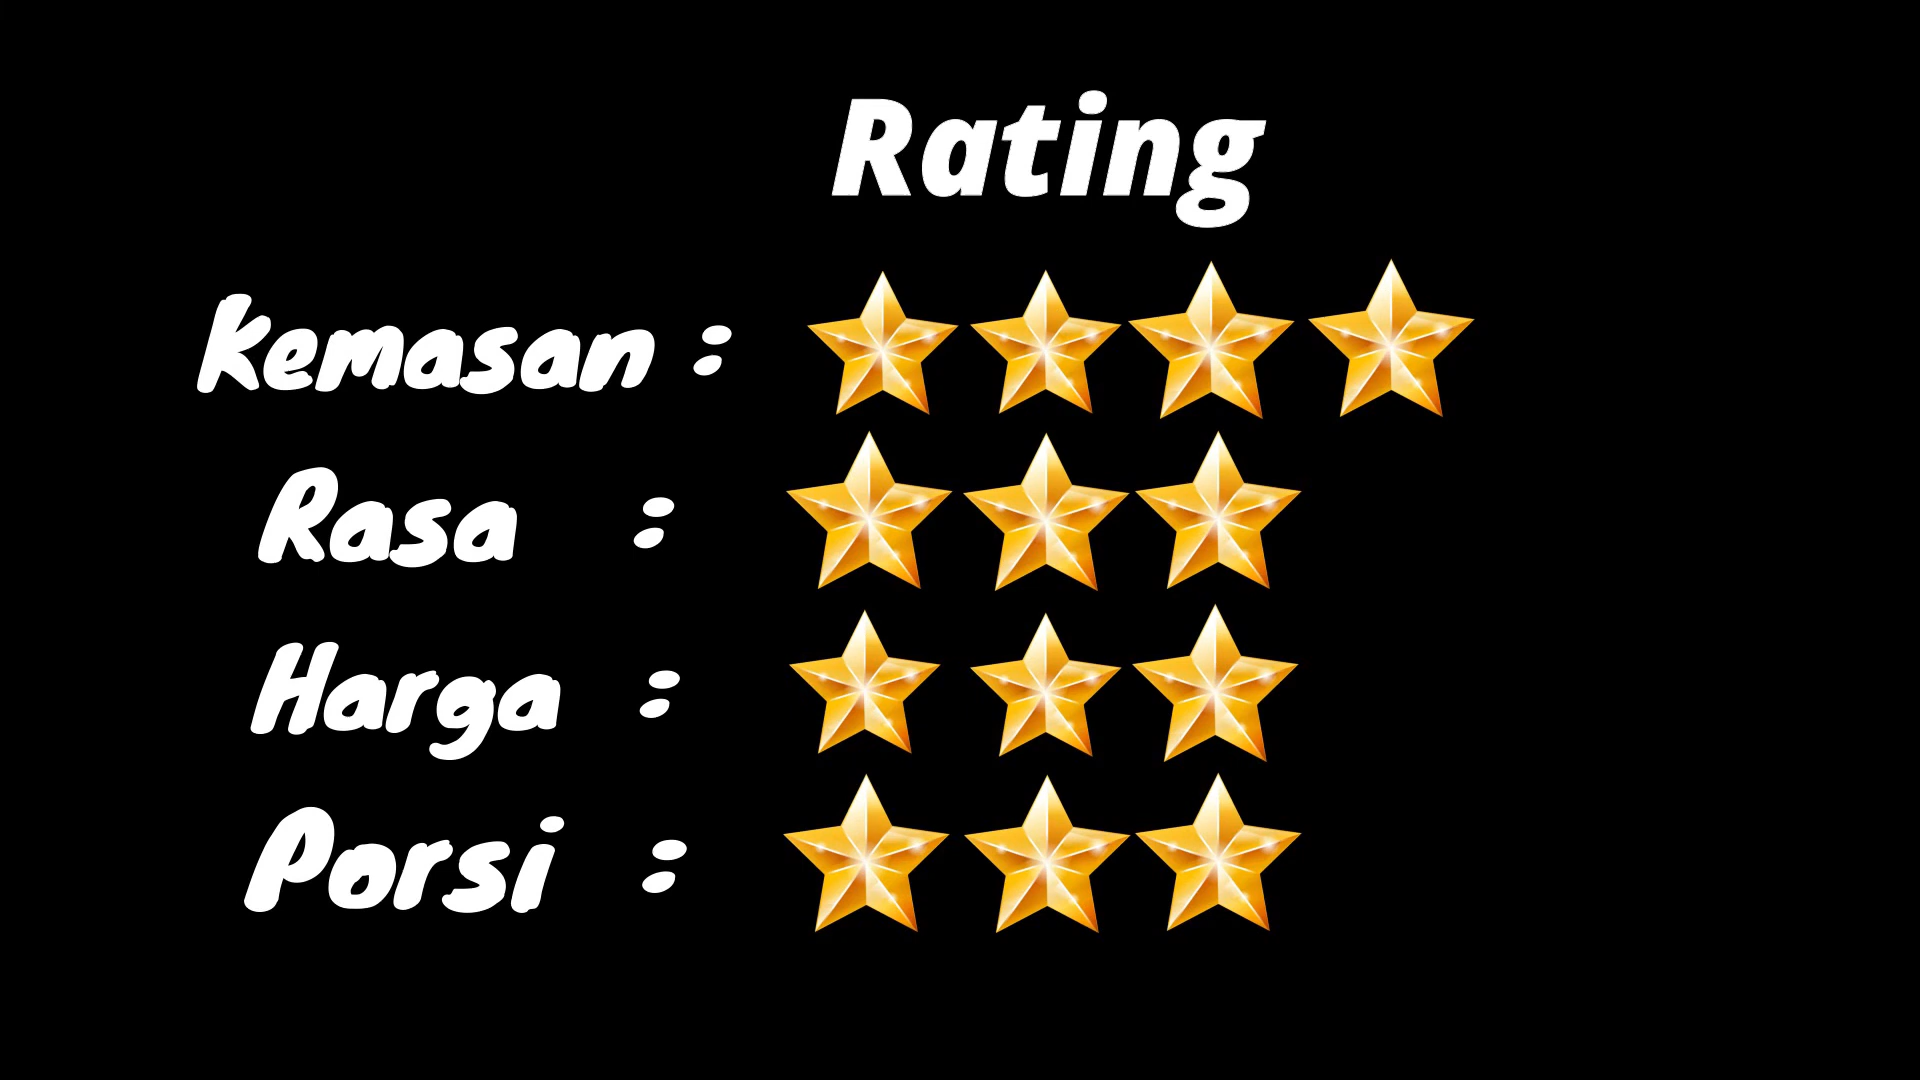 Rating
Kemasan :
Rasa :
Harga :
Porsi :